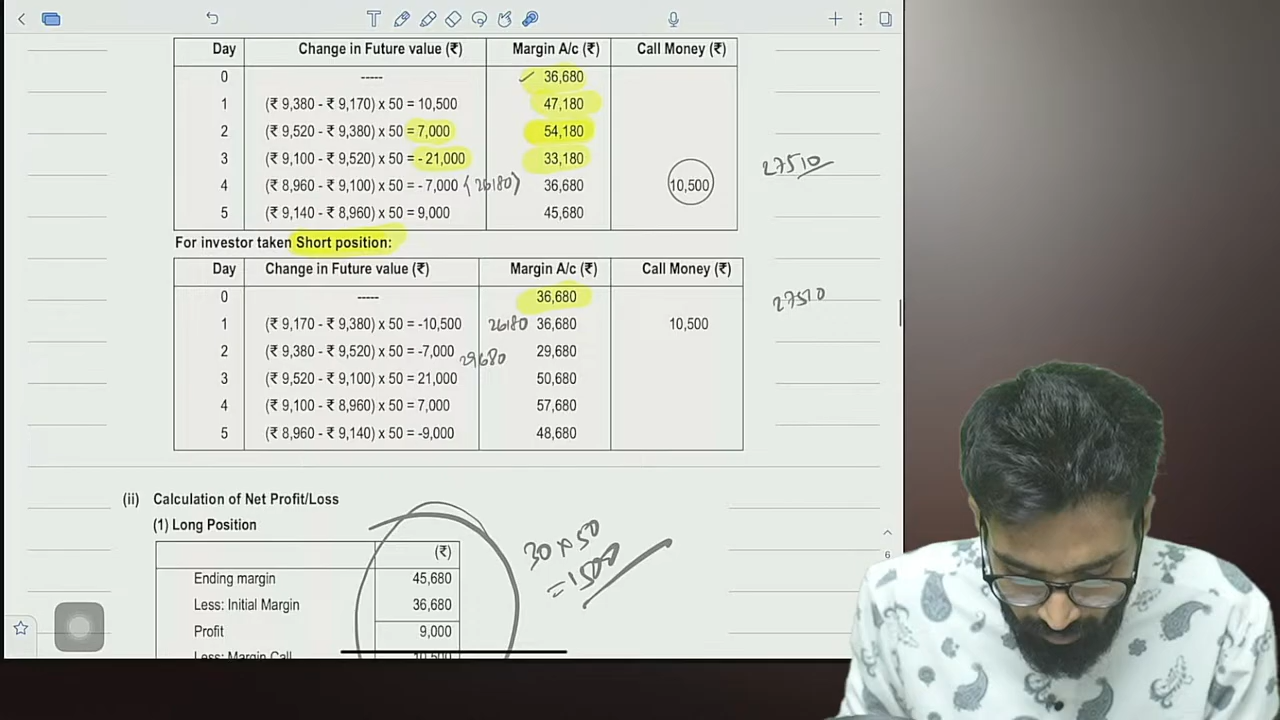 Day Change in Future value (₹) Margin A/c (₹) Call Money (₹)
0 ----- 36,680
1 (₹ 9,380 - ₹ 9,170) x 50 = 10,500 47,180
2 (₹ 9,520 - ₹ 9,380) x 50 = 7,000 54,180
3 (₹ 9,100 - ₹ 9,520) x 50 = - 21,000 33,180 27510
4 (₹ 8,960 - ₹ 9,100) x 50 = - 7,000 (26180) 36,680 10,500
5 (₹ 9,140 - ₹ 8,960) x 50 = 9,000 45,680
For investor taken Short position:
Day Change in Future value (₹) Margin A/c (₹) Call Money (₹)
0 ----- 36,680 27510
1 (₹ 9,170 - ₹ 9,380) x 50 = -10,500 26180 36,680 10,500
2 (₹ 9,380 - ₹ 9,520) x 50 = -7,000 29680 29,680
3 (₹ 9,520 - ₹ 9,100) x 50 = 21,000 50,680
4 (₹ 9,100 - ₹ 8,960) x 50 = 7,000 57,680
5 (₹ 8,960 - ₹ 9,140) x 50 = -9,000 48,680
(ii) Calculation of Net Profit/Loss
(1) Long Position
(₹)
30 x 50
= 1500
Ending margin 45,680
Less: Initial Margin 36,680
Profit 9,000
Less: Margin Call 10,500
6